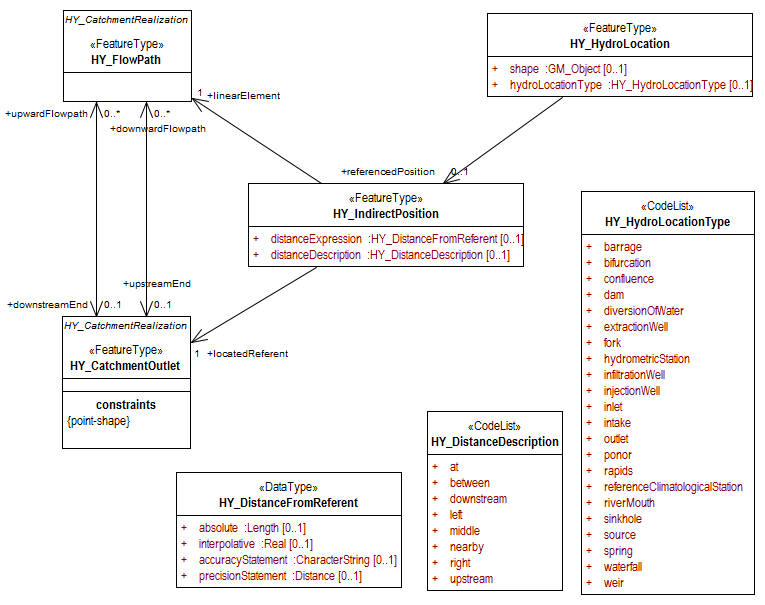 HY_CatchmentRealization
«FeatureType»
HY_FlowPath
«FeatureType»
HY_HydroLocation
+ shape :GM_Object [0..1]
+ hydroLocationType :HY_HydroLocationType [0..1]
+upwardFlowpath
0..*
0..*
+downwardFlowpath
1
+linearElement
+referencedPosition
0..1
«FeatureType»
HY_IndirectPosition
+ distanceExpression :HY_DistanceFromReferent [0..1]
+ distanceDescription :HY_DistanceDescription [0..1]
+upstreamEnd
+downstreamEnd
0..1
0..1
HY_CatchmentRealization
«FeatureType»
HY_CatchmentOutlet
constraints
{point-shape}
1
+locatedReferent
«CodeList»
HY_HydroLocationType
+ barrage
+ bifurcation
+ confluence
+ dam
+ diversionOfWater
+ extractionWell
+ fork
+ hydrometricStation
+ infiltrationWell
+ injectionWell
+ inlet
+ intake
+ outlet
+ ponor
+ rapids
+ referenceClimatologicalStation
+ riverMouth
+ sinkhole
+ source
+ spring
+ waterfall
+ weir
«CodeList»
HY_DistanceDescription
+ at
+ between
+ downstream
+ left
+ middle
+ nearby
+ right
+ upstream
«DataType»
HY_DistanceFromReferent
+ absolute :Length [0..1]
+ interpolative :Real [0..1]
+ accuracyStatement :CharacterString [0..1]
+ precisionStatement :Distance [0..1]